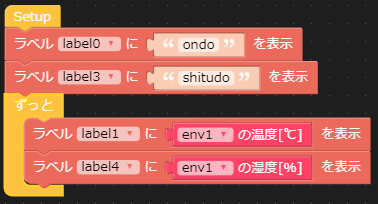 Setup
ラベル label0 に “ ondo ” を表示
ラベル label3 に “ shitudo ” を表示
ずっと
ラベル label1 に env1 の温度[℃] を表示
ラベル label4 に env1 の湿度[%] を表示